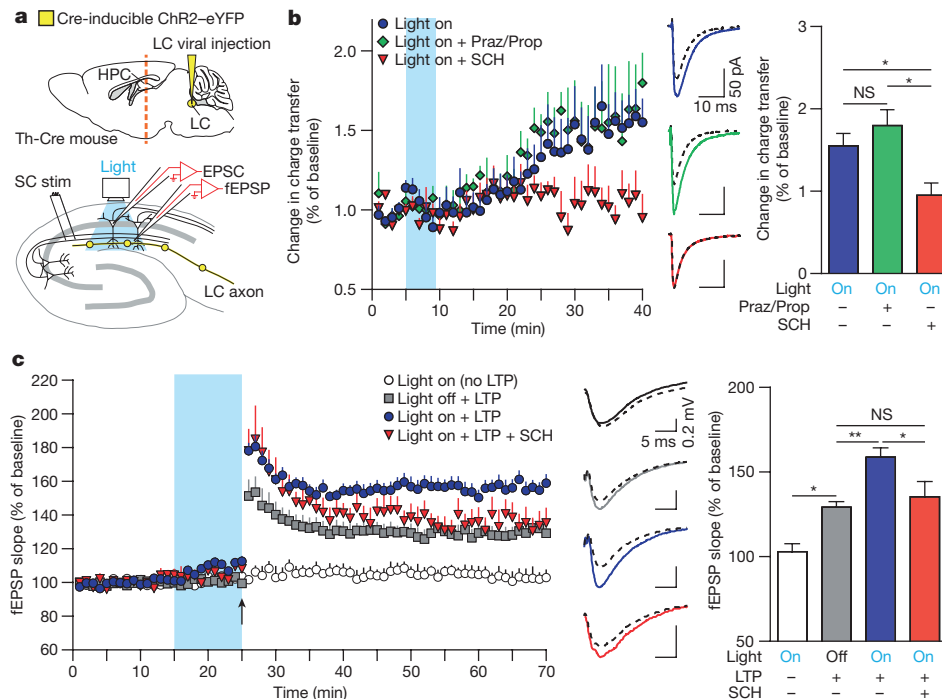 a
Cre-inducible ChR2–eYFP
LC viral injection
HPC
LC
Th-Cre mouse
Light
EPSC
fEPSP
SC stim
LC axon
b
Change in charge transfer
(% of baseline)
2.0
1.5
1.0
0.5
0 10 20 30 40
Time (min)
Light on
Light on + Praz/Prop
Light on + SCH
50 pA
10 ms
Change in charge transfer
(% of baseline)
3
2
1
0
*
NS *
Light On On On
Praz/Prop – + –
SCH – – +
c
fEPSP slope (% of baseline)
220
200
180
160
140
120
100
80
60
0 10 20 30 40 50 60 70
Time (min)
Light on (no LTP)
Light off + LTP
Light on + LTP
Light on + LTP + SCH
0.2 mV
5 ms
fEPSP slope (% of baseline)
200
150
100
50
NS
** *
*
Light On Off On On
LTP – + + +
SCH – – – +